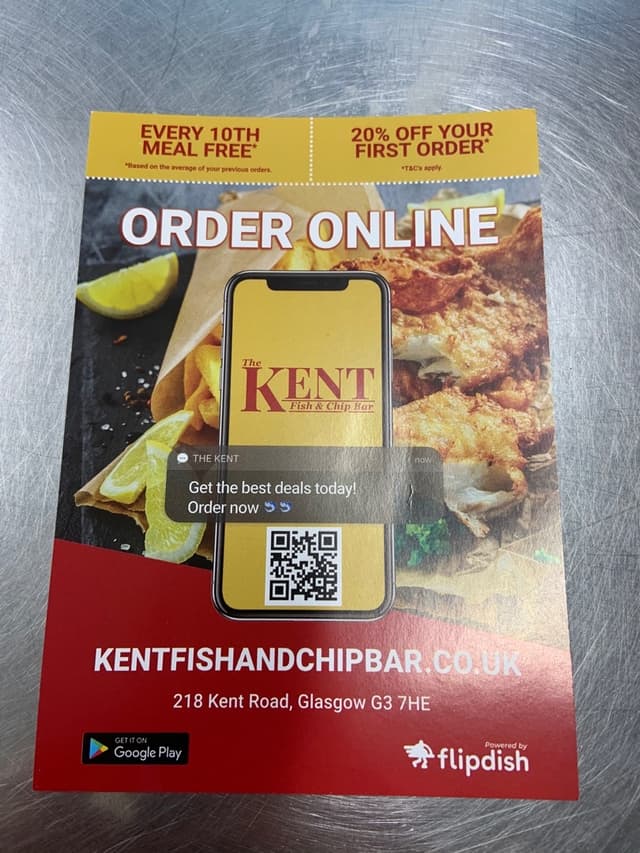 EVERY 10TH
MEAL FREE*
*Based on the average of your previous orders.
20% OFF YOUR
FIRST ORDER*
*T&C's apply.
ORDER ONLINE
The
KENT
Fish & Chip Bar
THE KENT
now
Get the best deals today!
Order now
KENTFISHANDCHIPBAR.CO.UK
218 Kent Road, Glasgow G3 7HE
GET IT ON
Google Play
Powered by
flipdish